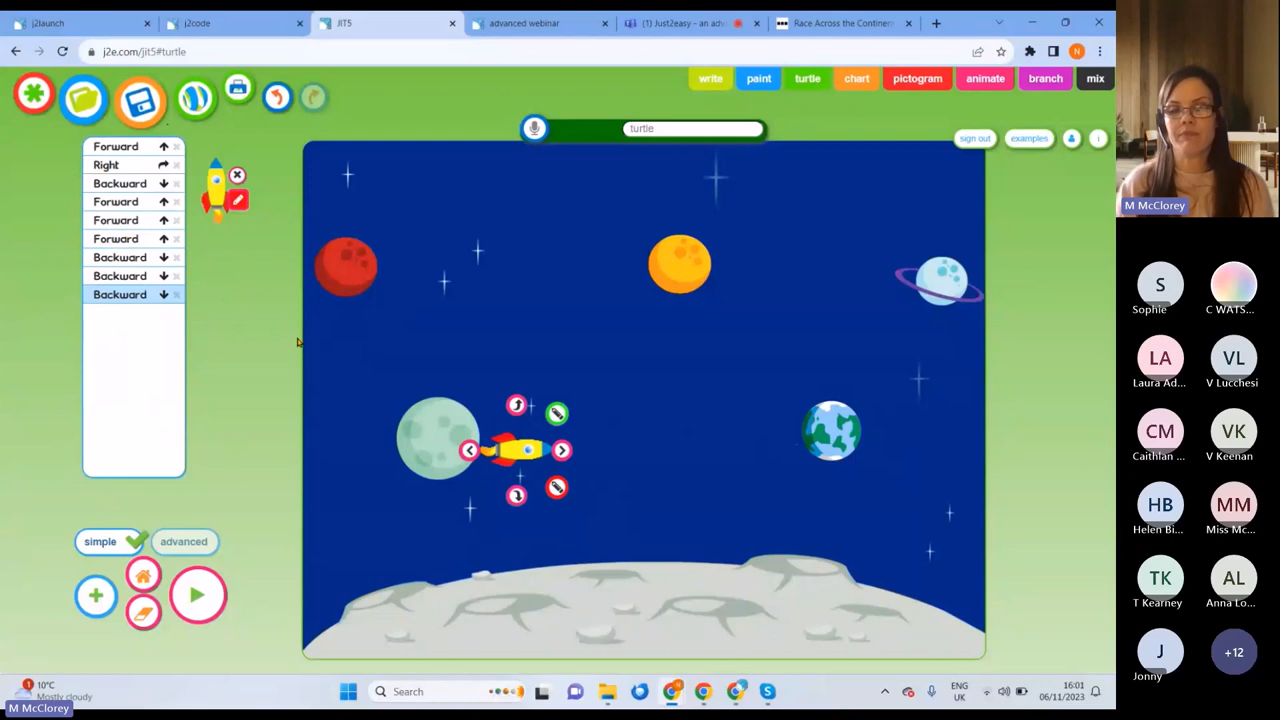 j2launch
j2code
JIT5
advanced webinar
(1) Just2easy - an adv
Race Across the Continen
j2e.com/jit5#turtle
N
write
paint
turtle
chart
pictogram
animate
branch
mix
turtle
sign out
examples
i
Forward
Right
Backward
Forward
Forward
Forward
Backward
Backward
Backward
simple
advanced
M McClorey
S
Sophie
C WATS...
LA
Laura Ad...
VL
V Lucchesi
CM
Caithlan ...
VK
V Keenan
HB
Helen Bi...
MM
Miss Mc...
TK
T Kearney
AL
Anna Lo...
J
Jonny
+12
1
10°C
Mostly cloudy
Search
ENG
UK
16:01
06/11/2023
M McClorey